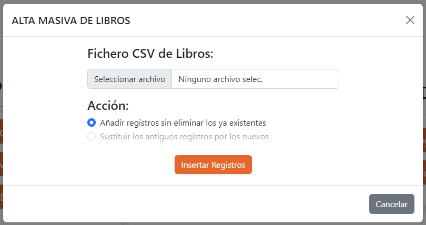 ALTA MASIVA DE LIBROS
Fichero CSV de Libros:
Seleccionar archivo Ninguno archivo selec.
Acción:
Añadir registros sin eliminar los ya existentes
Sustituir los antiguos registros por los nuevos
Insertar Registros
Cancelar